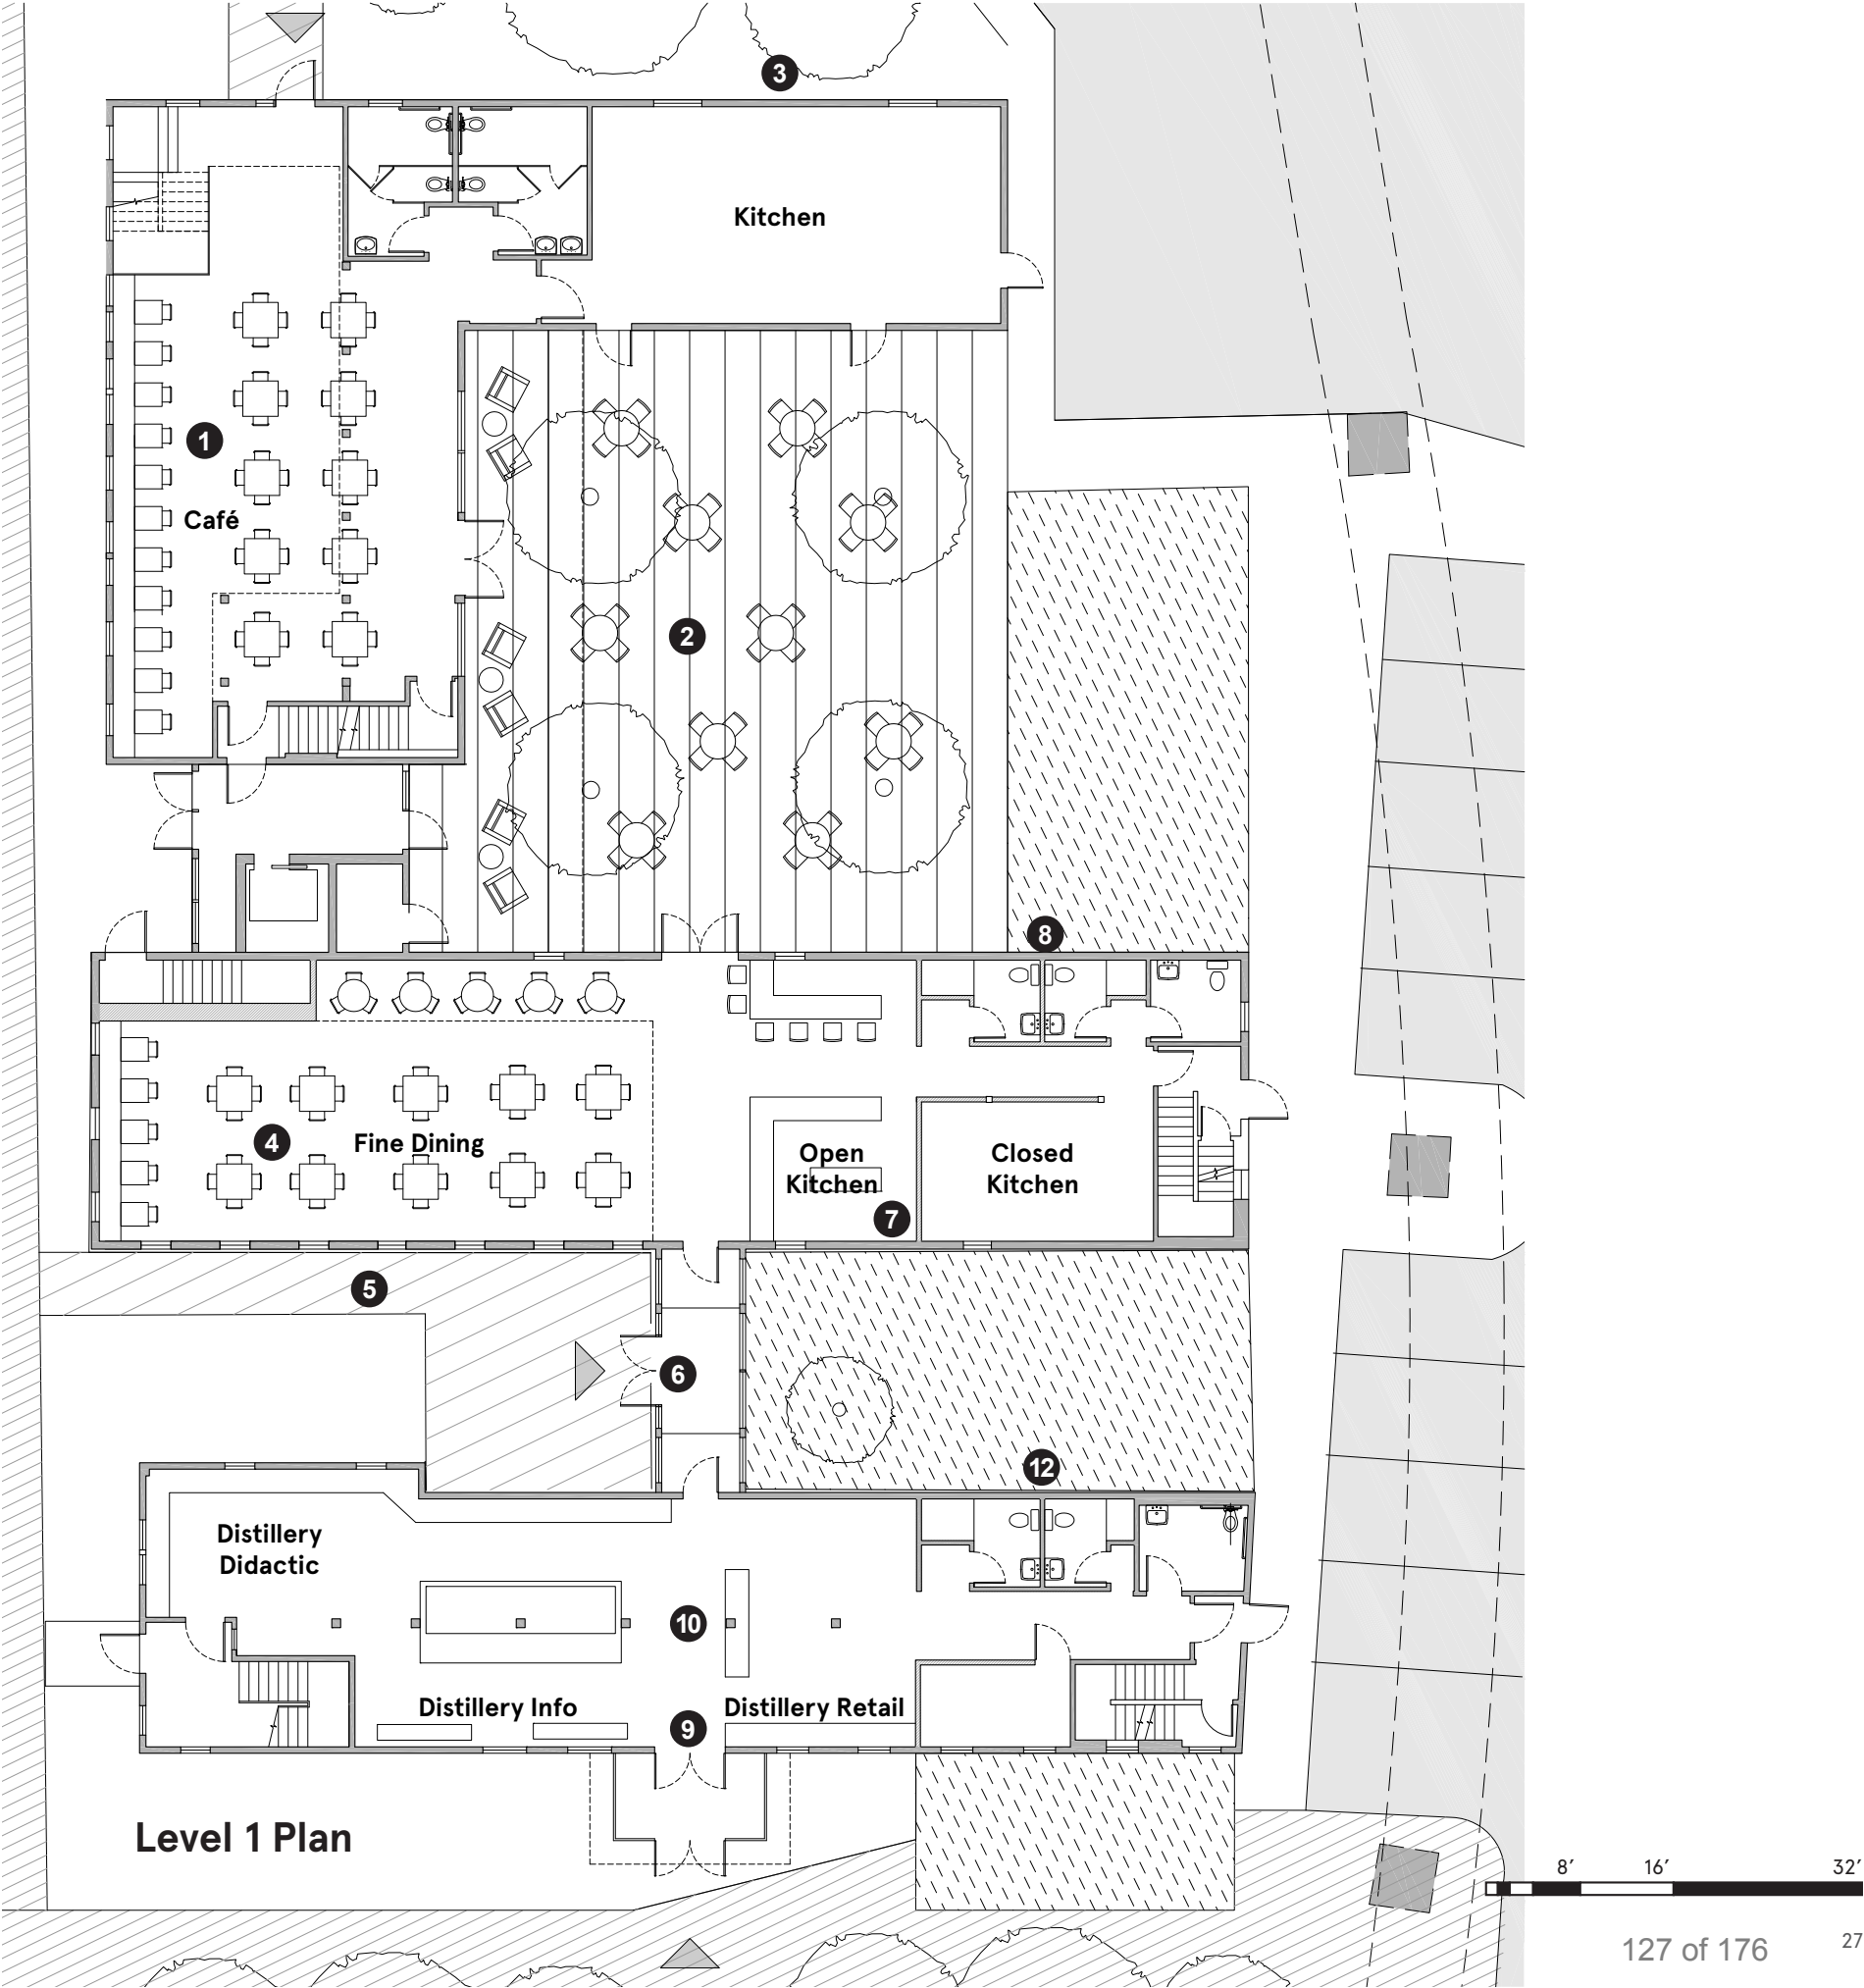 3
Kitchen
1
Café
2
8
4
Fine Dining
Open
Kitchen
Closed
Kitchen
7
5
6
12
Distillery
Didactic
10
Distillery Info
Distillery Retail
9
Level 1 Plan
8’
16’
32’
127 of 176
27